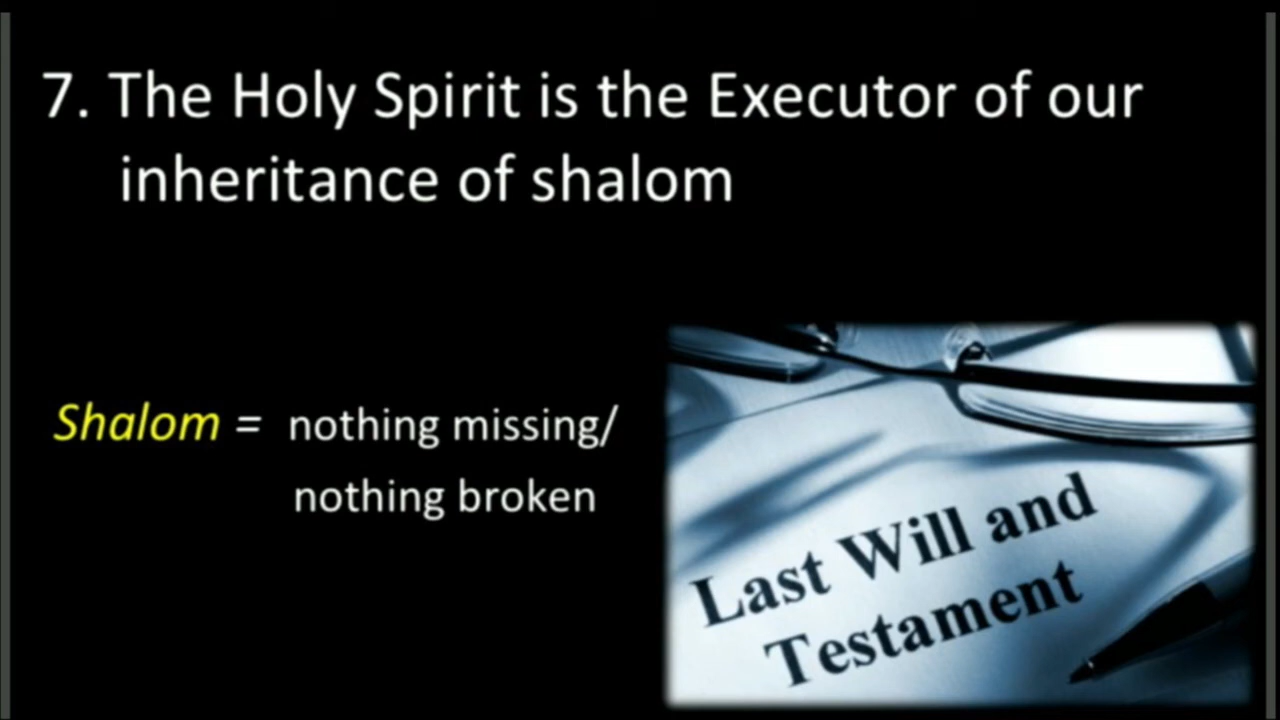 7. The Holy Spirit is the Executor of our
inheritance of shalom
Shalom = nothing missing/
nothing broken
Last Will and
Testament